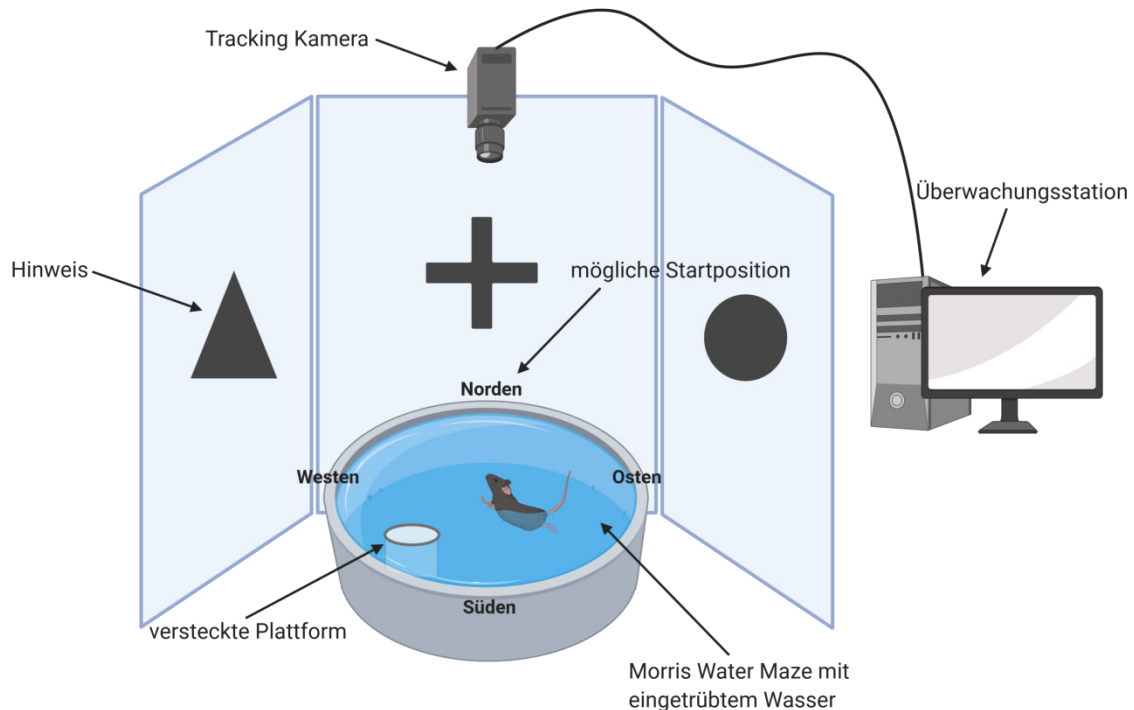 Tracking Kamera
Überwachungsstation
Hinweis
mögliche Startposition
Norden
Westen
Osten
Süden
versteckte Plattform
Morris Water Maze mit
eingetrübtem Wasser